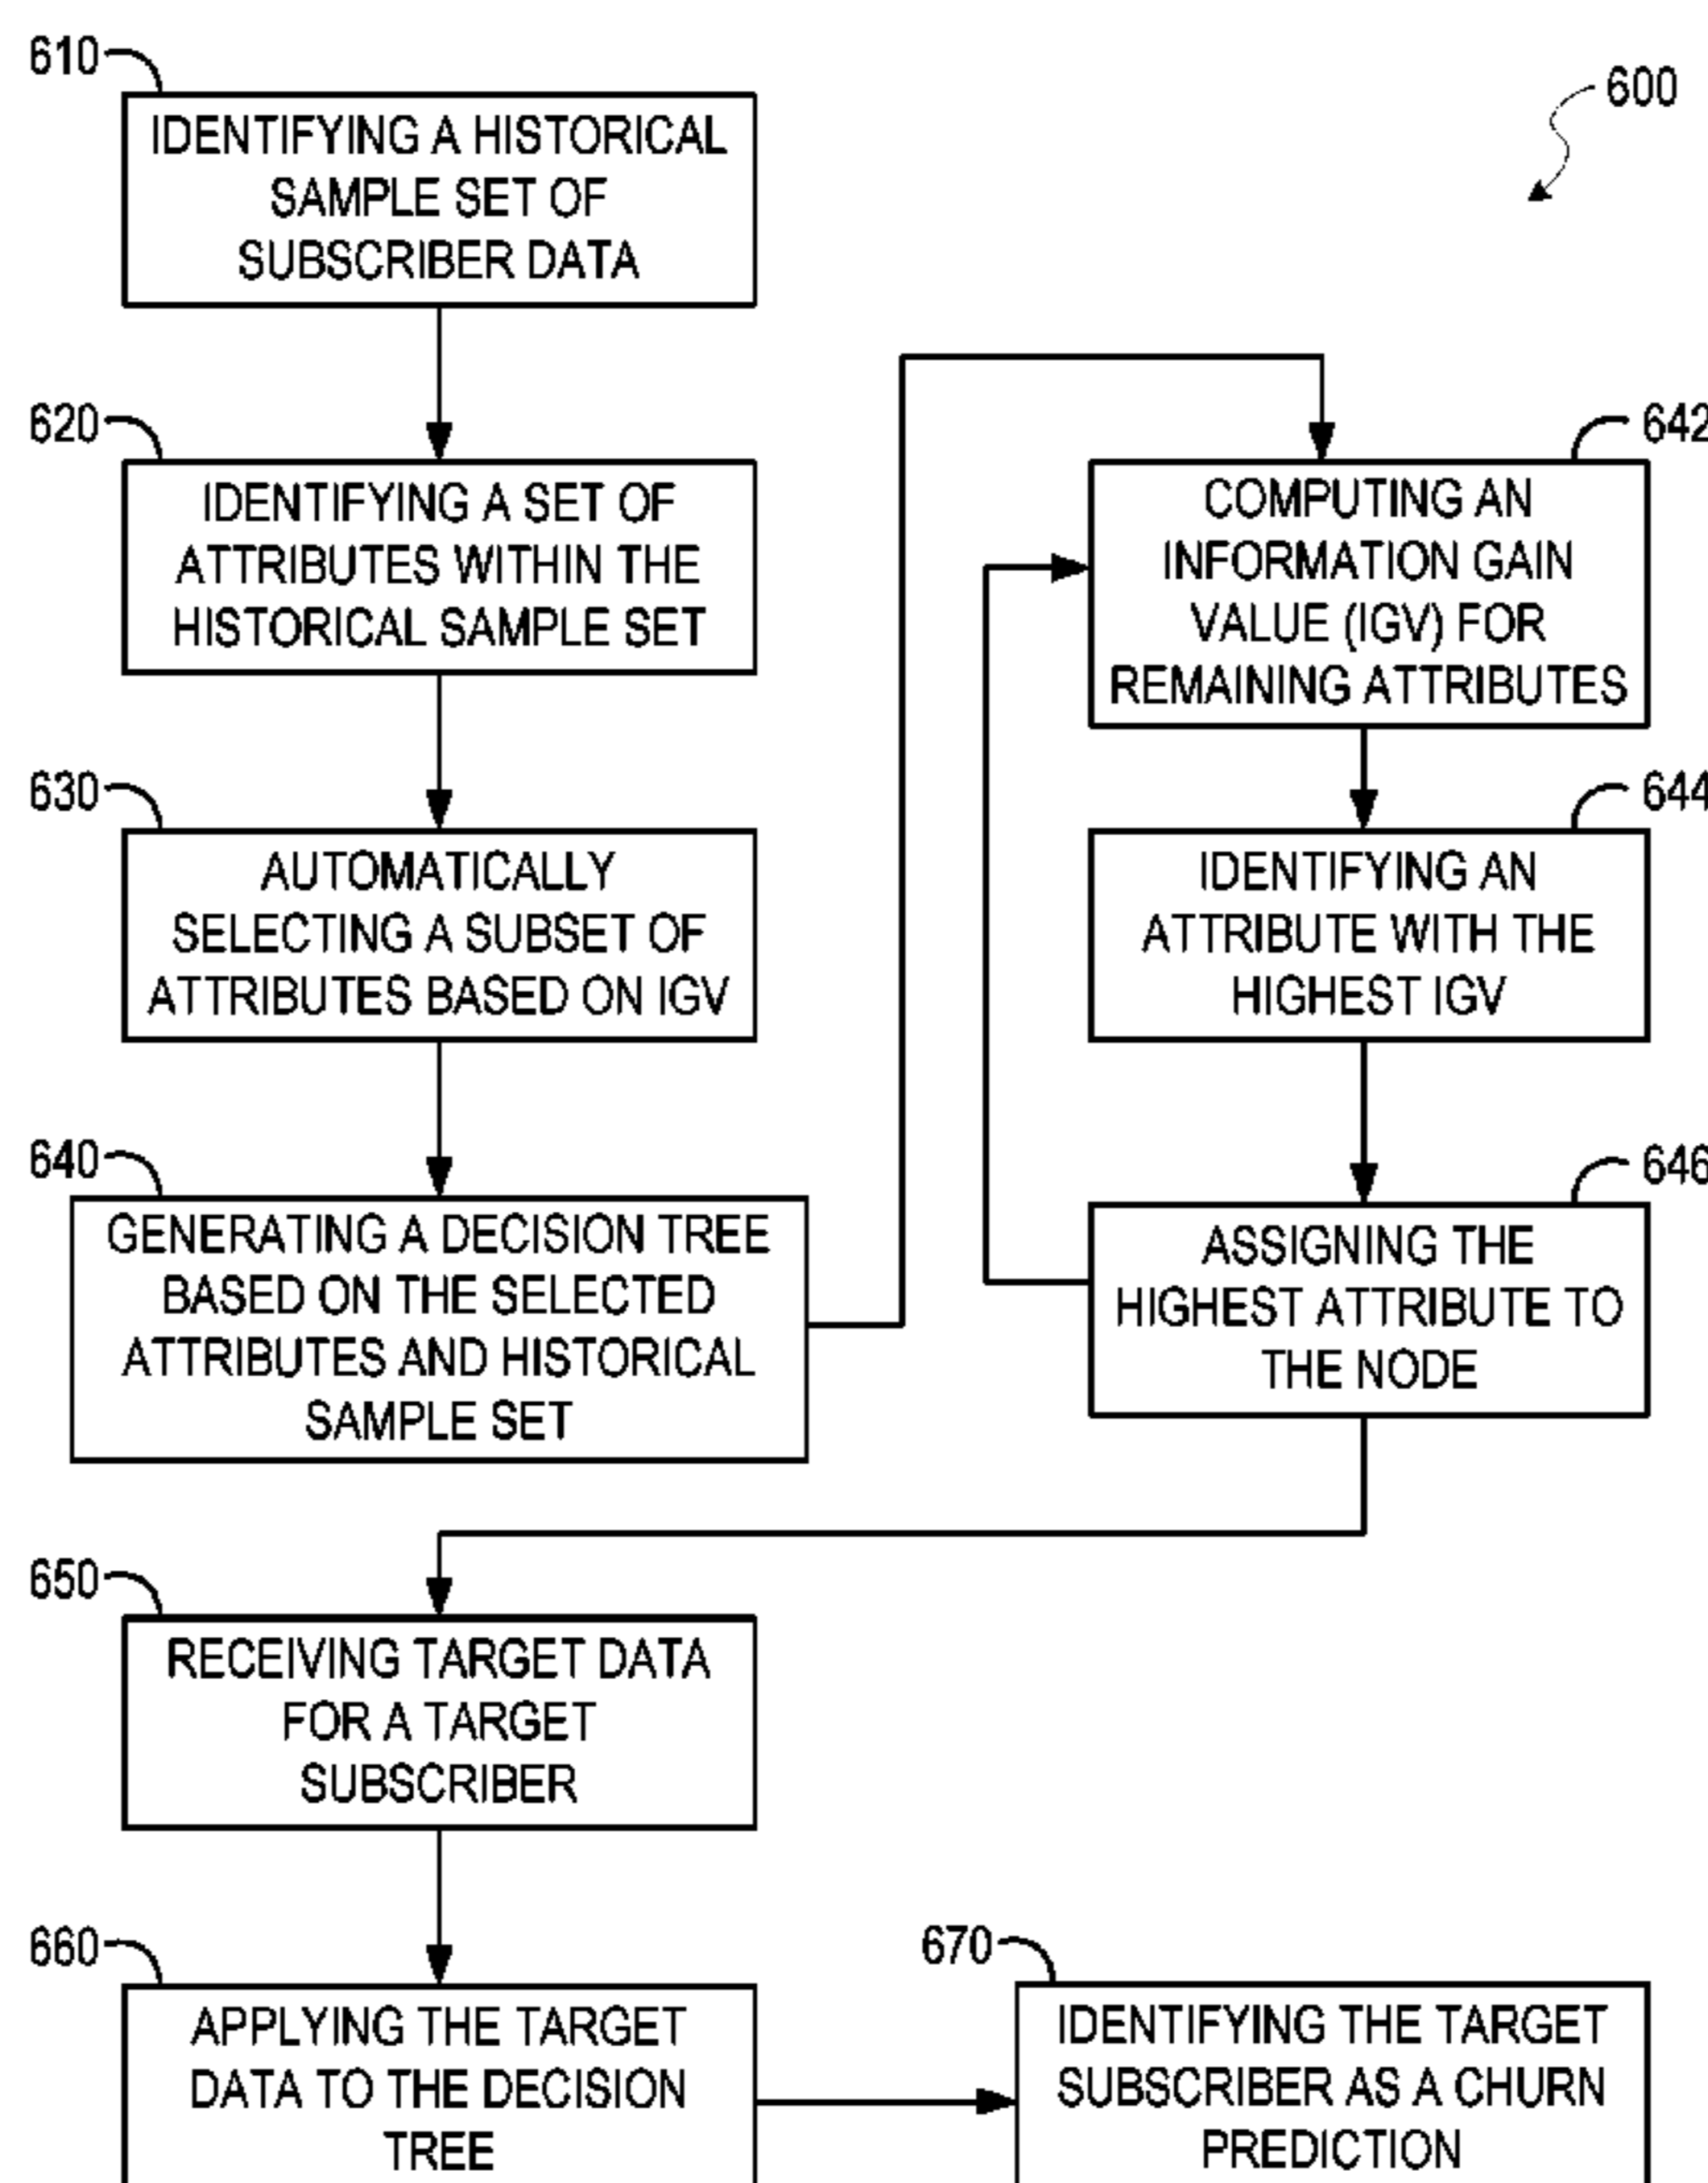 600
610
IDENTIFYING A HISTORICAL
SAMPLE SET OF
SUBSCRIBER DATA
620
IDENTIFYING A SET OF
ATTRIBUTES WITHIN THE
HISTORICAL SAMPLE SET
630
AUTOMATICALLY
SELECTING A SUBSET OF
ATTRIBUTES BASED ON IGV
640
GENERATING A DECISION TREE
BASED ON THE SELECTED
ATTRIBUTES AND HISTORICAL
SAMPLE SET
642
COMPUTING AN
INFORMATION GAIN
VALUE (IGV) FOR
REMAINING ATTRIBUTES
644
IDENTIFYING AN
ATTRIBUTE WITH THE
HIGHEST IGV
646
ASSIGNING THE
HIGHEST ATTRIBUTE TO
THE NODE
650
RECEIVING TARGET DATA
FOR A TARGET
SUBSCRIBER
660
APPLYING THE TARGET
DATA TO THE DECISION
TREE
670
IDENTIFYING THE TARGET
SUBSCRIBER AS A CHURN
PREDICTION